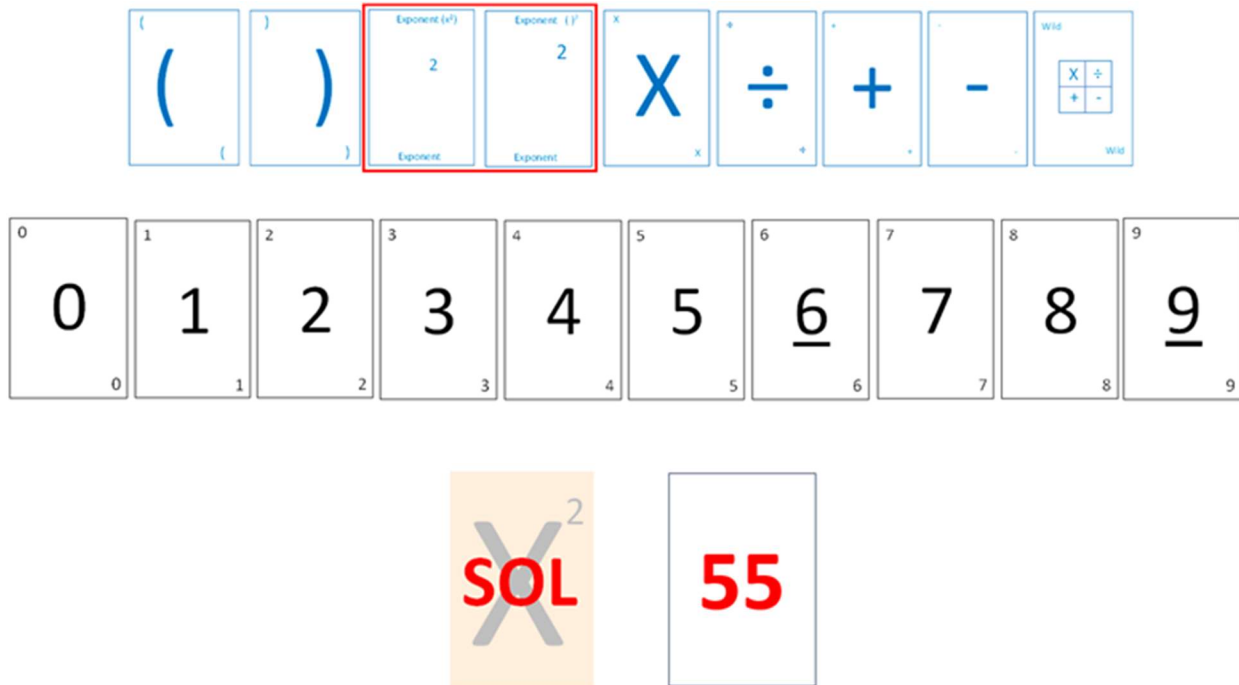 ( ) Exponent (x²) Exponent ( )² X ÷ + - Wild
( ) 2 2 X ÷ + - X ÷
+ -
( ) Exponent Exponent X ÷ + - Wild
0 1 2 3 4 5 6 7 8 9
0 1 2 3 4 5 6 7 8 9
0 1 2 3 4 5 6 7 8 9
X 2
SOL 55